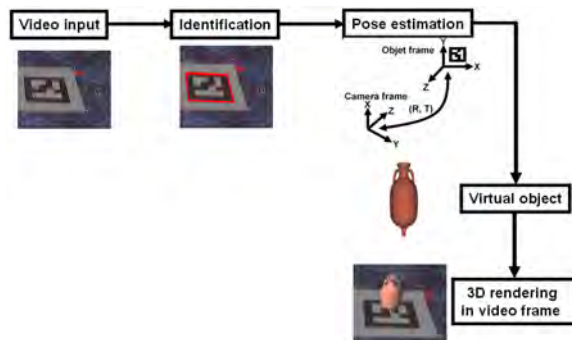 Video input
Identification
Pose estimation
Objet frame
Y
X
Z
Camera frame
(R, T)
X
Z
Y
Virtual object
3D rendering
in video frame